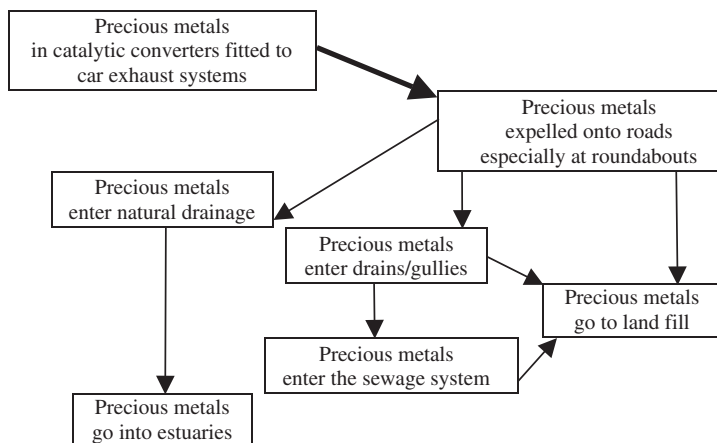 Precious metals
in catalytic converters fitted to
car exhaust systems
Precious metals
expelled onto roads
especially at roundabouts
Precious metals
enter natural drainage
Precious metals
enter drains/gullies
Precious metals
go to land fill
Precious metals
enter the sewage system
Precious metals
go into estuaries